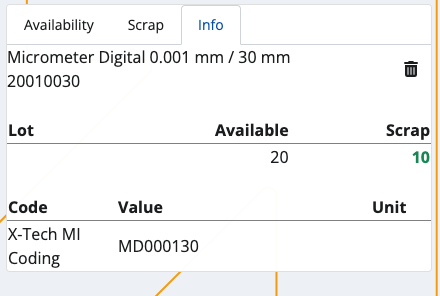 Availability Scrap Info
Micrometer Digital 0.001 mm / 30 mm
20010030
Lot Available Scrap
20 10
Code Value Unit
X-Tech MI
Coding
MD000130